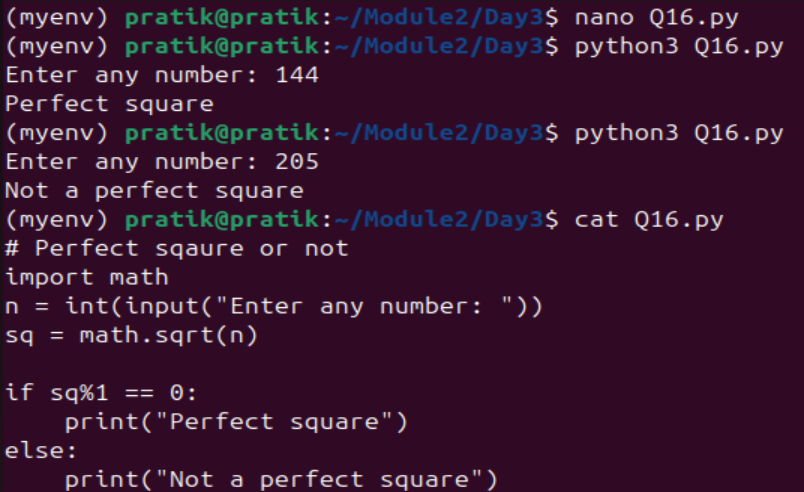 (myenv) pratik@pratik:~/Module2/Day3$ nano Q16.py
(myenv) pratik@pratik:~/Module2/Day3$ python3 Q16.py
Enter any number: 144
Perfect square
(myenv) pratik@pratik:~/Module2/Day3$ python3 Q16.py
Enter any number: 205
Not a perfect square
(myenv) pratik@pratik:~/Module2/Day3$ cat Q16.py
# Perfect sqaure or not
import math
n = int(input("Enter any number: "))
sq = math.sqrt(n)

if sq%1 == 0:
    print("Perfect square")
else:
    print("Not a perfect square")